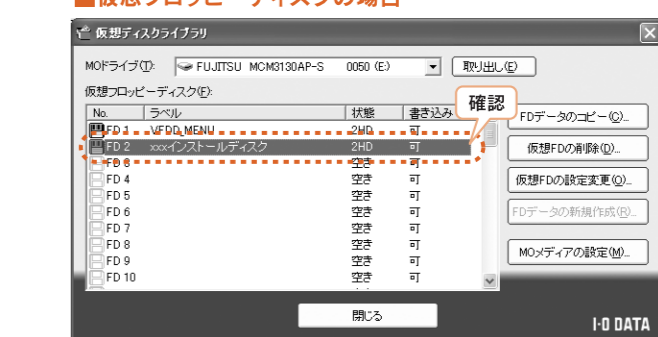 ■仮想フロッピーディスクの場合
仮想ディスクライブラリ
MOドライブ(T): FUJITSU MCM3130AP-S 0050 (E:) 取り出し(E)
仮想フロッピーディスク(F):
確認
No. ラベル 状態 書き込み
FD 1 VFDD_MENU 2HD 可
FD 2 xxxインストールディスク 2HD 可
FD 3 空き 可
FD 4 空き 可
FD 5 空き 可
FD 6 空き 可
FD 7 空き 可
FD 8 空き 可
FD 9 空き 可
FD 10 空き 可
FDデータのコピー(C)...
仮想FDの削除(D)...
仮想FDの設定変更(O)...
FDデータの新規作成(R)...
MOメディアの設定(M)...
閉じる
I-O DATA